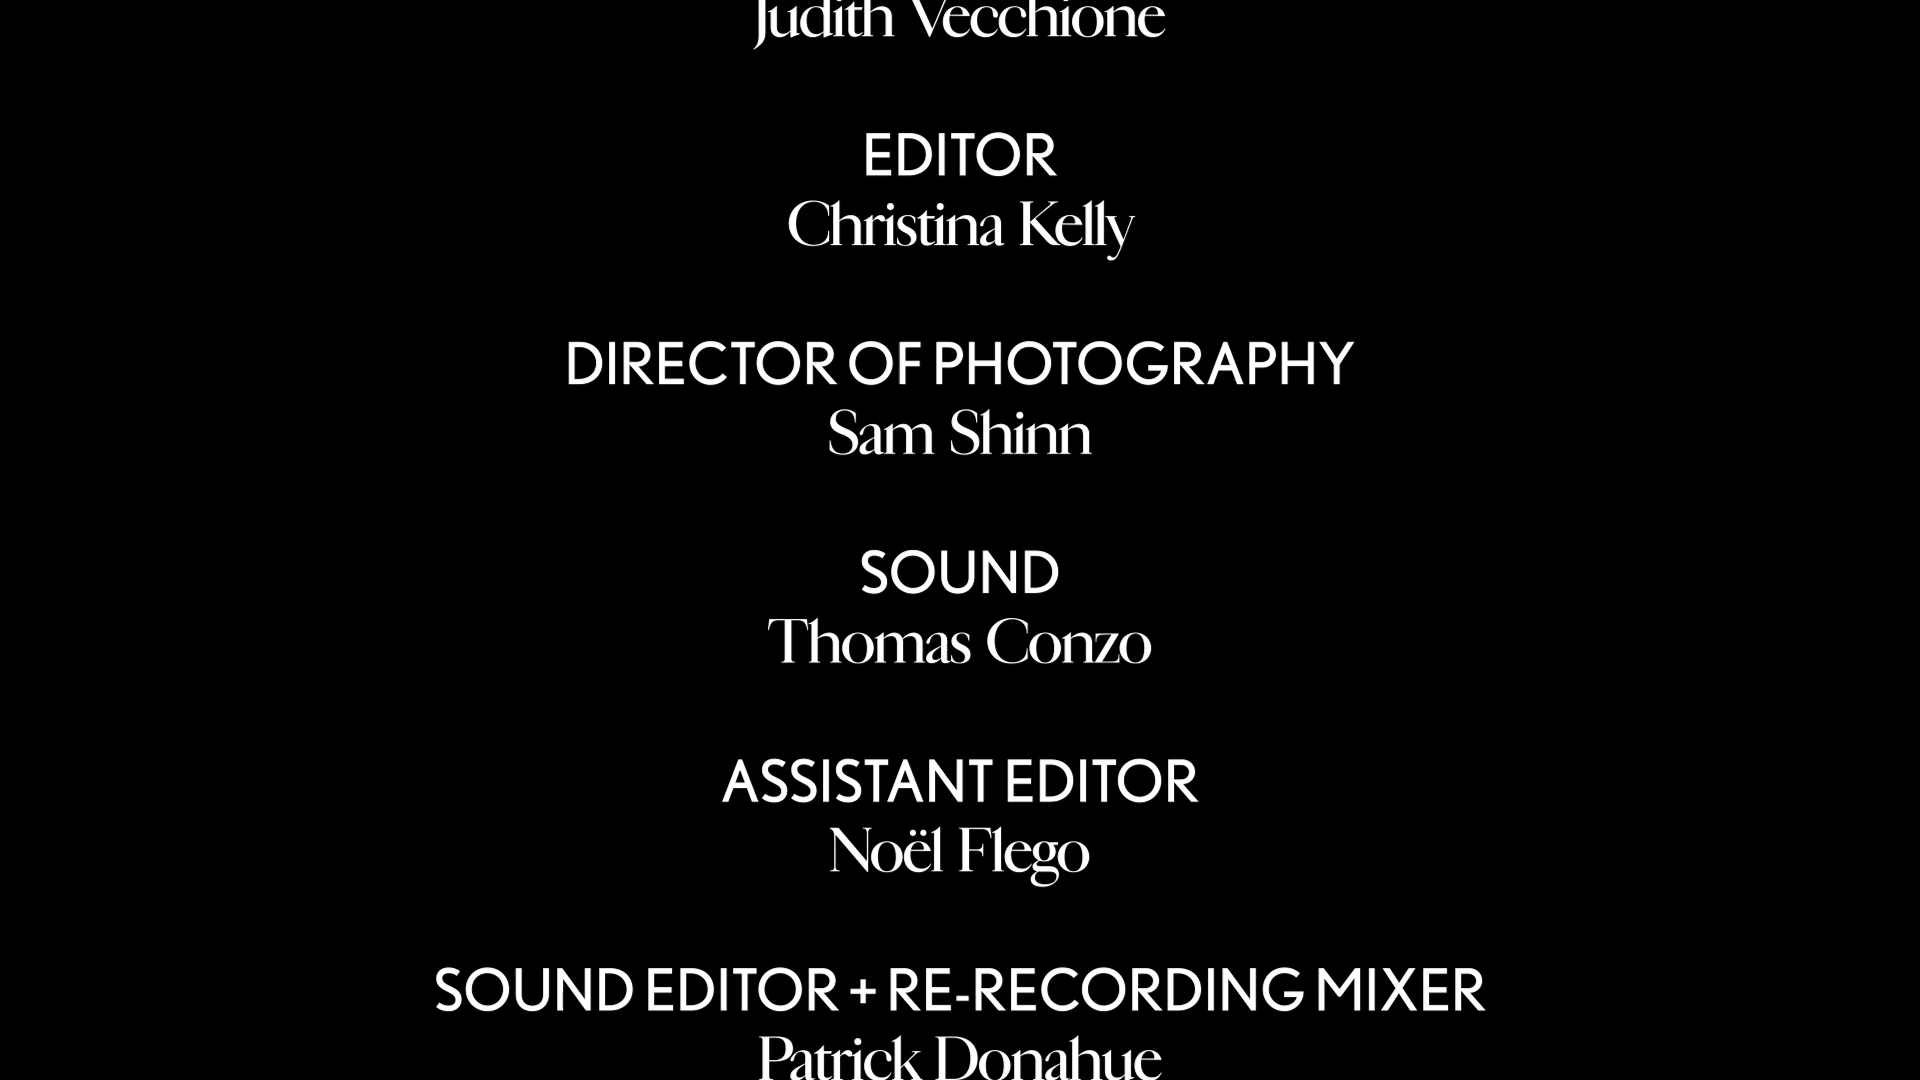 Judith Vecchione
EDITOR
Christina Kelly
DIRECTOR OF PHOTOGRAPHY
Sam Shinn
SOUND
Thomas Conzo
ASSISTANT EDITOR
Noël Flego
SOUND EDITOR + RE-RECORDING MIXER
Patrick Donahue